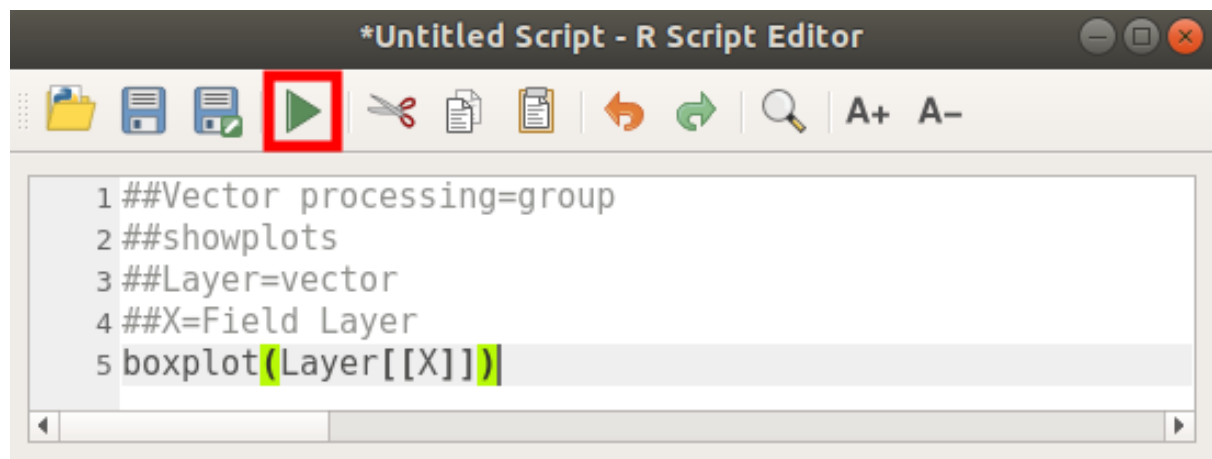 *Untitled Script - R Script Editor
A+ A-
1 ##Vector processing=group
2 ##showplots
3 ##Layer=vector
4 ##X=Field Layer
5 boxplot(Layer[[X]])